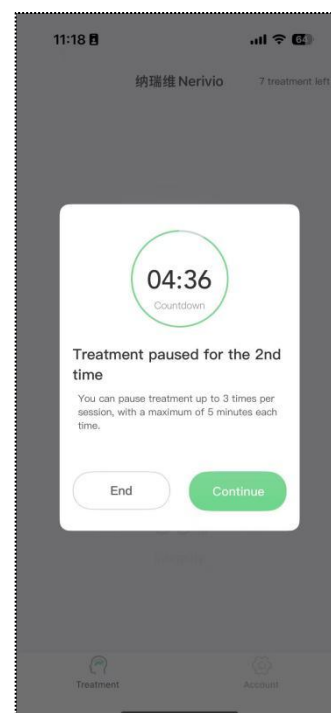 11:18
64
纳瑞维 Nerivio
7 treatment left
04:36
Countdown
Treatment paused for the 2nd
time
You can pause treatment up to 3 times per
session, with a maximum of 5 minutes each
time.
End
Continue
Treatment
Account